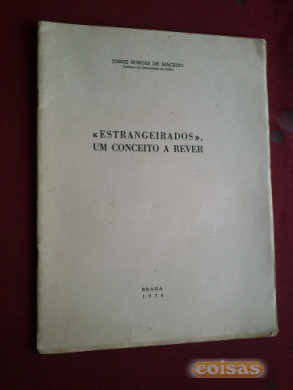 JORGE BORGES DE MACEDO
«ESTRANGEIRADOS»,
UM CONCEITO A REVER
BRAGA
coisas